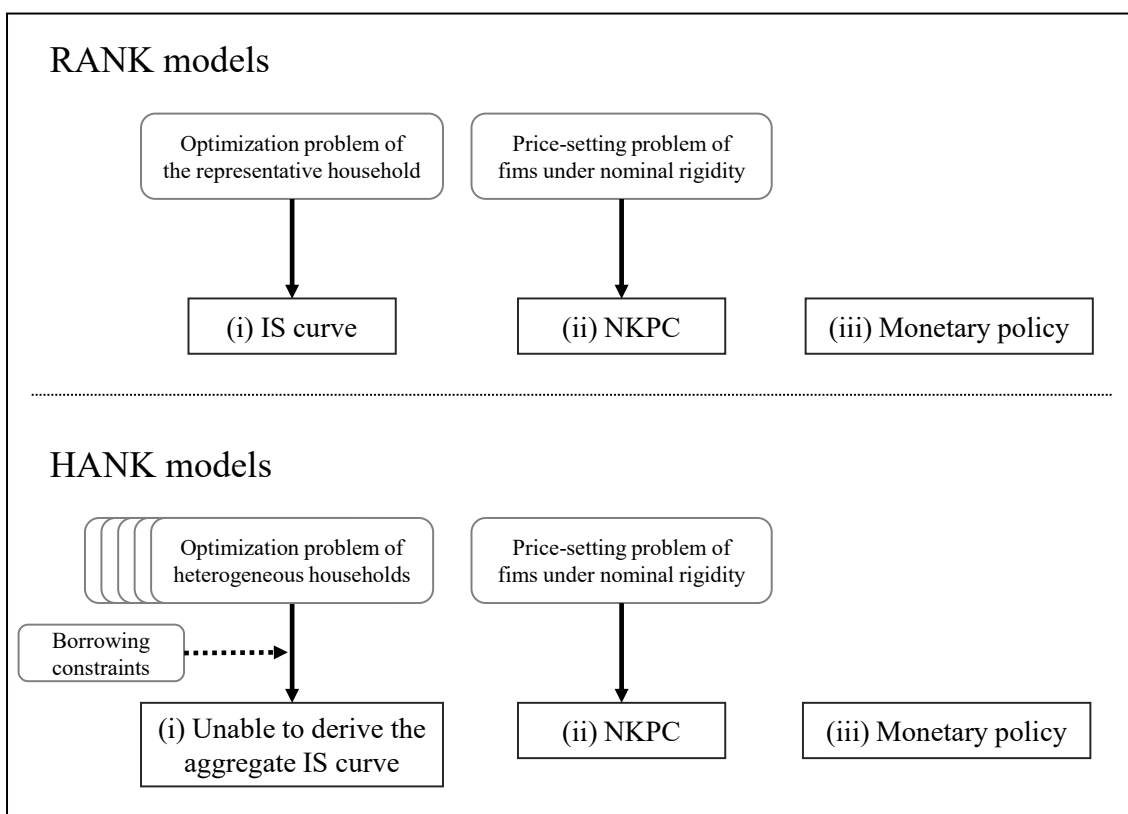 RANK models
Optimization problem of
the representative household
Price-setting problem of
fims under nominal rigidity
(i) IS curve
(ii) NKPC
(iii) Monetary policy
HANK models
Optimization problem of
heterogeneous households
Price-setting problem of
fims under nominal rigidity
Borrowing
constraints
(i) Unable to derive the
aggregate IS curve
(ii) NKPC
(iii) Monetary policy